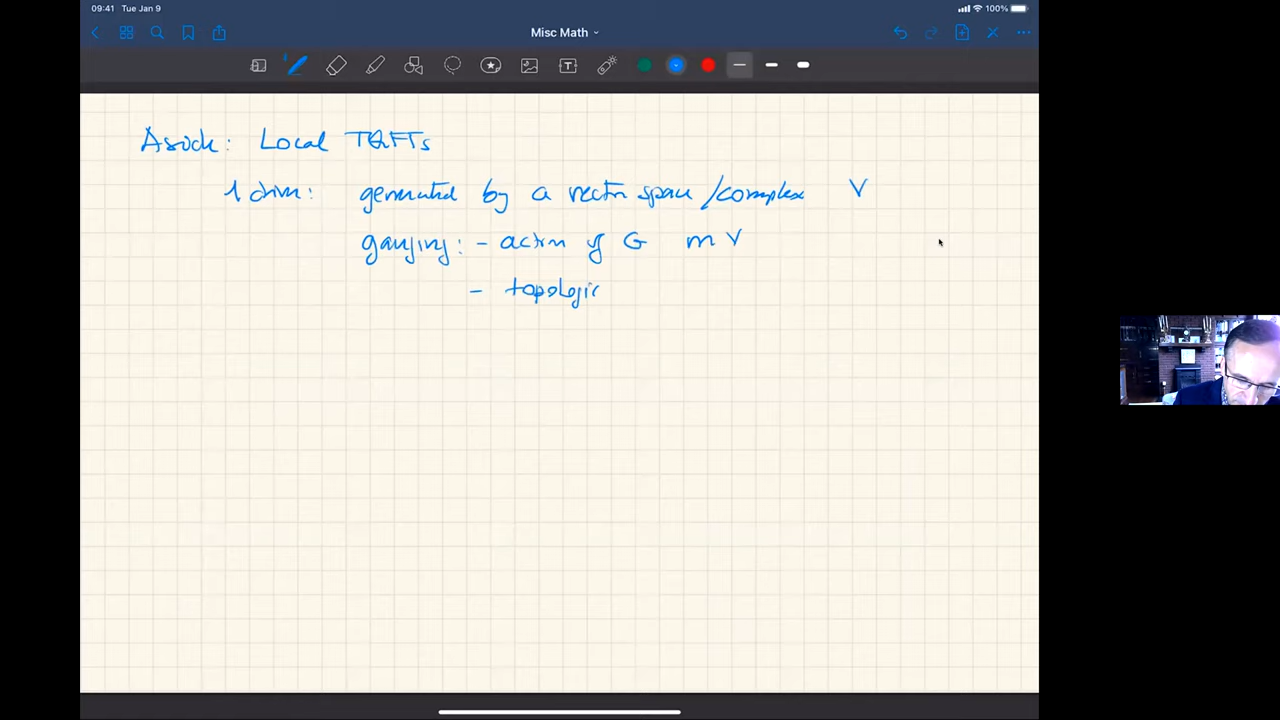 09:41 Tue Jan 9
100%
Misc Math
Aside: Local TQFTs
1 dim: generated by a vector space/complex V
gauging: - action of G on V
- topologic